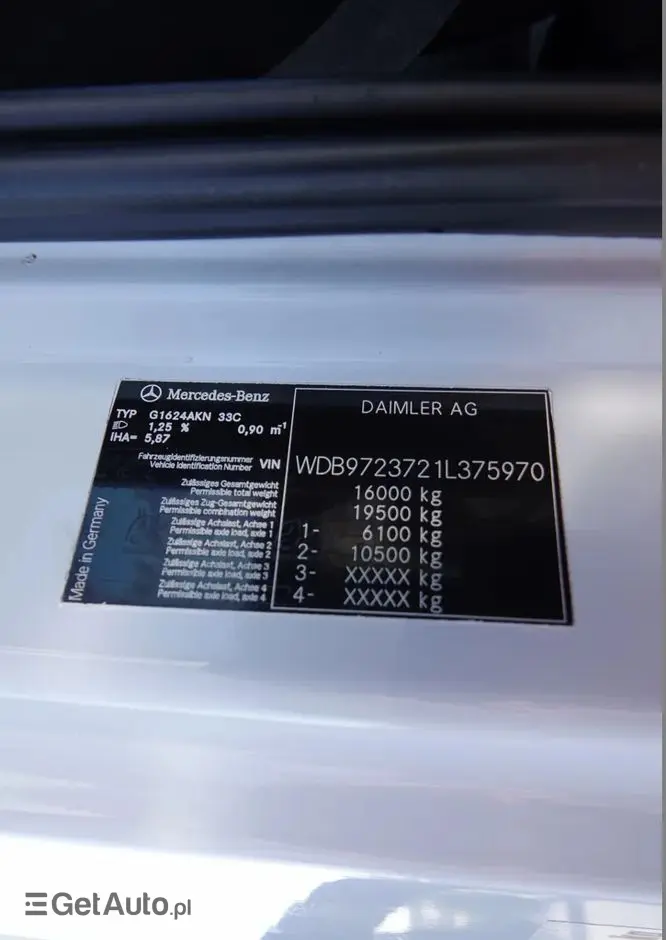 Mercedes-Benz
TYP G1624AKN 33C
1,25 % 0,90 m⁻¹
IHA= 5,87
DAIMLER AG
Fahrzeugidentifizierungsnummer
Vehicle Identification Number VIN WDB9723721L375970
Zulässiges Gesamtgewicht
Permissible total weight 16000 kg
Zulässiges Zug-Gesamtgewicht
Permissible combination weight 19500 kg
Zulässige Achslast, Achse 1
Permissible axle load, axle 1 1- 6100 kg
Zulässige Achslast, Achse 2
Permissible axle load, axle 2 2- 10500 kg
Zulässige Achslast, Achse 3
Permissible axle load, axle 3 3- XXXXX kg
Zulässige Achslast, Achse 4
Permissible axle load, axle 4 4- XXXXX kg
Made in Germany
GetAuto.pl